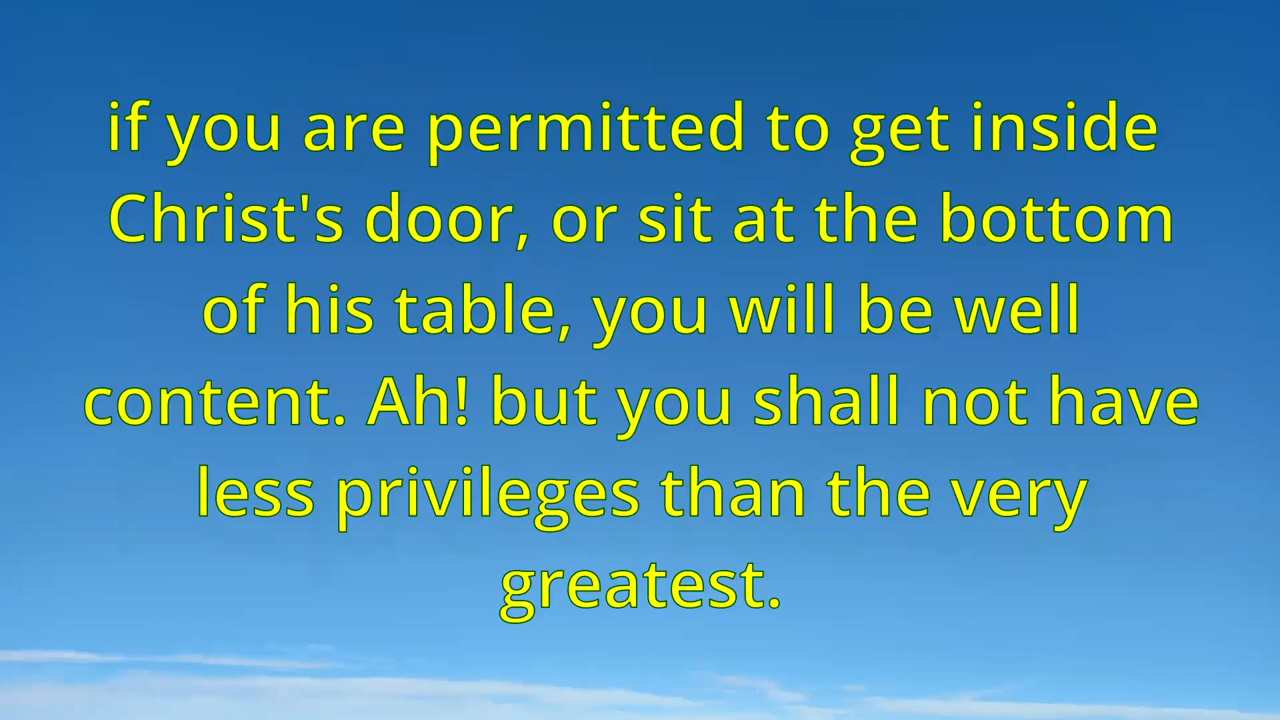 if you are permitted to get inside
Christ's door, or sit at the bottom
of his table, you will be well
content. Ah! but you shall not have
less privileges than the very
greatest.